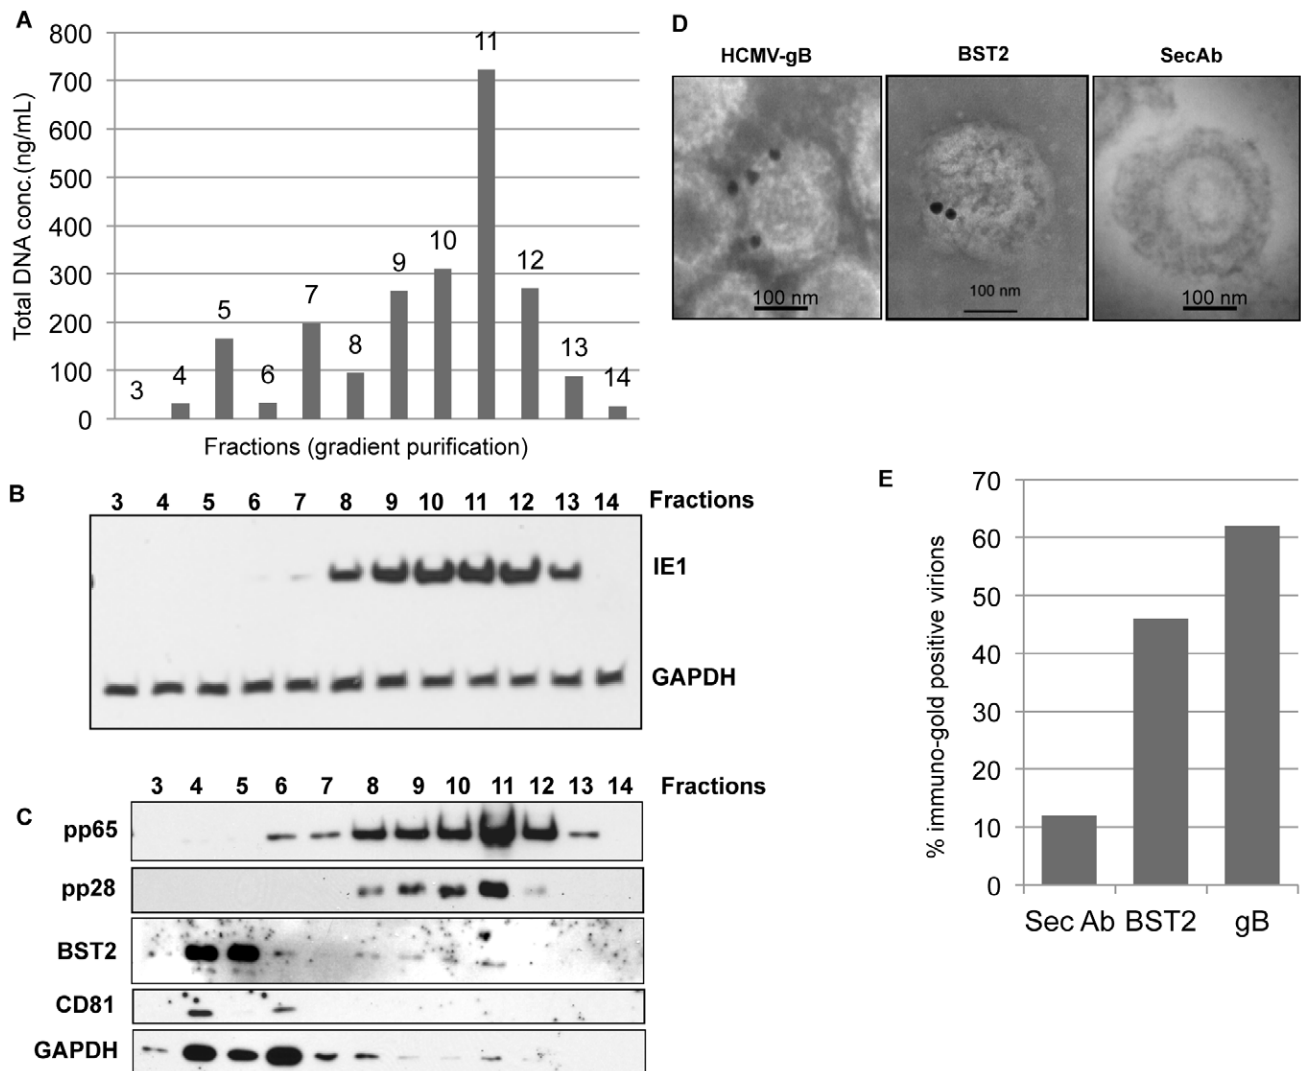 A
800
700
600
500
400
300
200
100
0
Total DNA conc.(ng/mL)
3
4
5
6
7
8
9
10
11
12
13
14
Fractions (gradient purification)
B
3 4 5 6 7 8 9 10 11 12 13 14 Fractions
IE1
GAPDH
C
3 4 5 6 7 8 9 10 11 12 13 14 Fractions
pp65
pp28
BST2
CD81
GAPDH
D
HCMV-gB BST2 SecAb
100 nm 100 nm 100 nm
E
70
60
50
40
30
20
10
0
% immuno-gold positive virions
Sec Ab BST2 gB